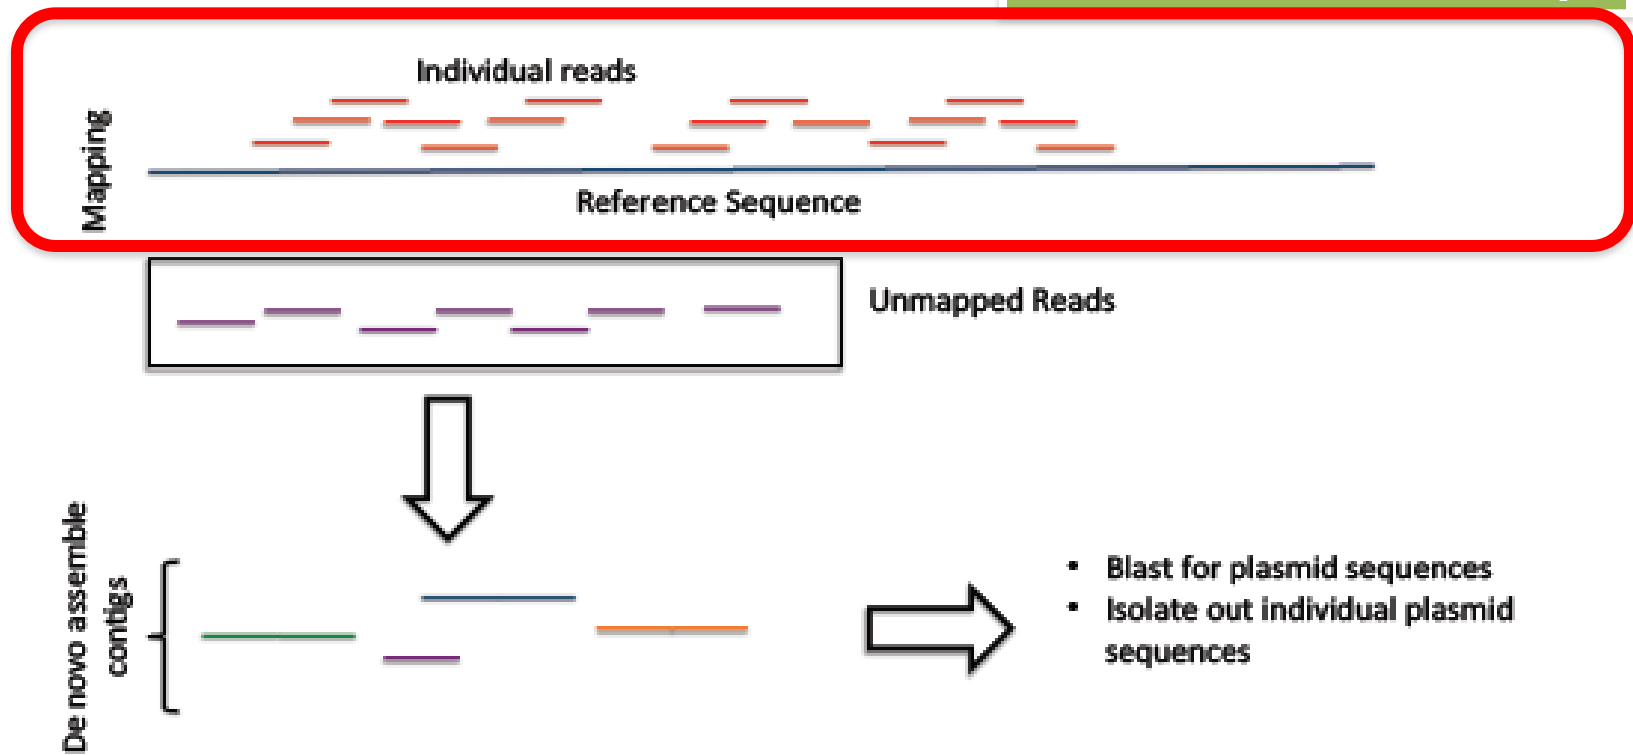 Individual reads
Mapping
Reference Sequence
Unmapped Reads
De novo assemble
contigs
• Blast for plasmid sequences
• Isolate out individual plasmid
sequences